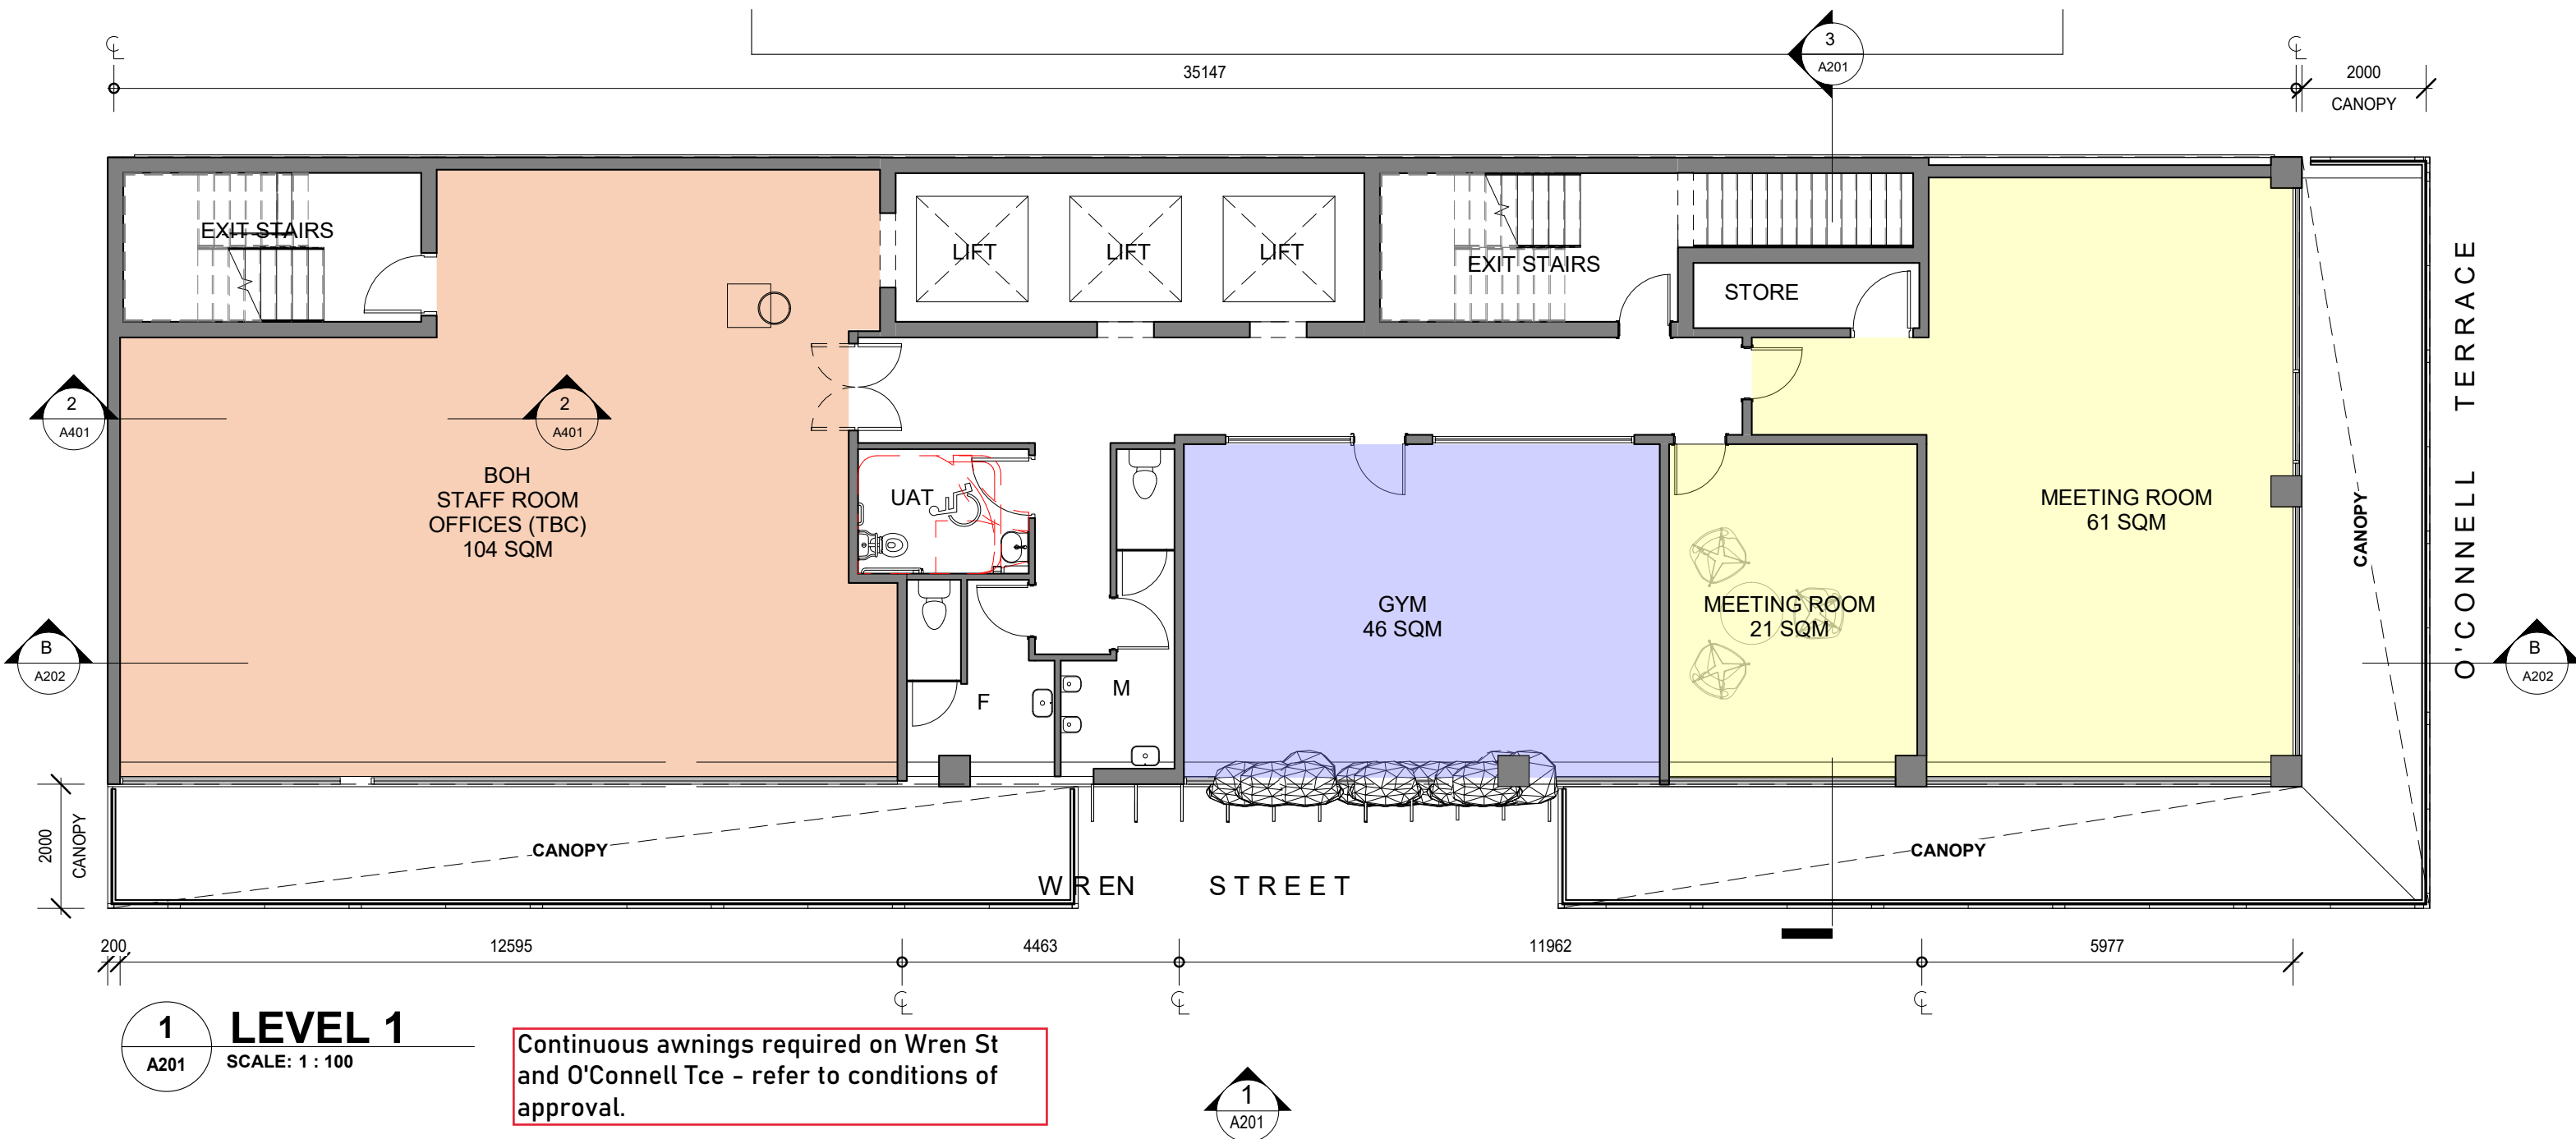 3
A201
35147
2000
CANOPY
EXIT STAIRS
LIFT
LIFT
LIFT
EXIT STAIRS
STORE
O'CONNELL TERRACE
2
A401
2
A401
BOH
STAFF ROOM
OFFICES (TBC)
104 SQM
UAT
MEETING ROOM
61 SQM
CANOPY
GYM
46 SQM
MEETING ROOM
21 SQM
B
A202
B
A202
F
M
2000
CANOPY
CANOPY
CANOPY
WREN STREET
200
12595
4463
11962
5977
1
A201
LEVEL 1
SCALE: 1 : 100
Continuous awnings required on Wren St
and O'Connell Tce - refer to conditions of
approval.
1
A201